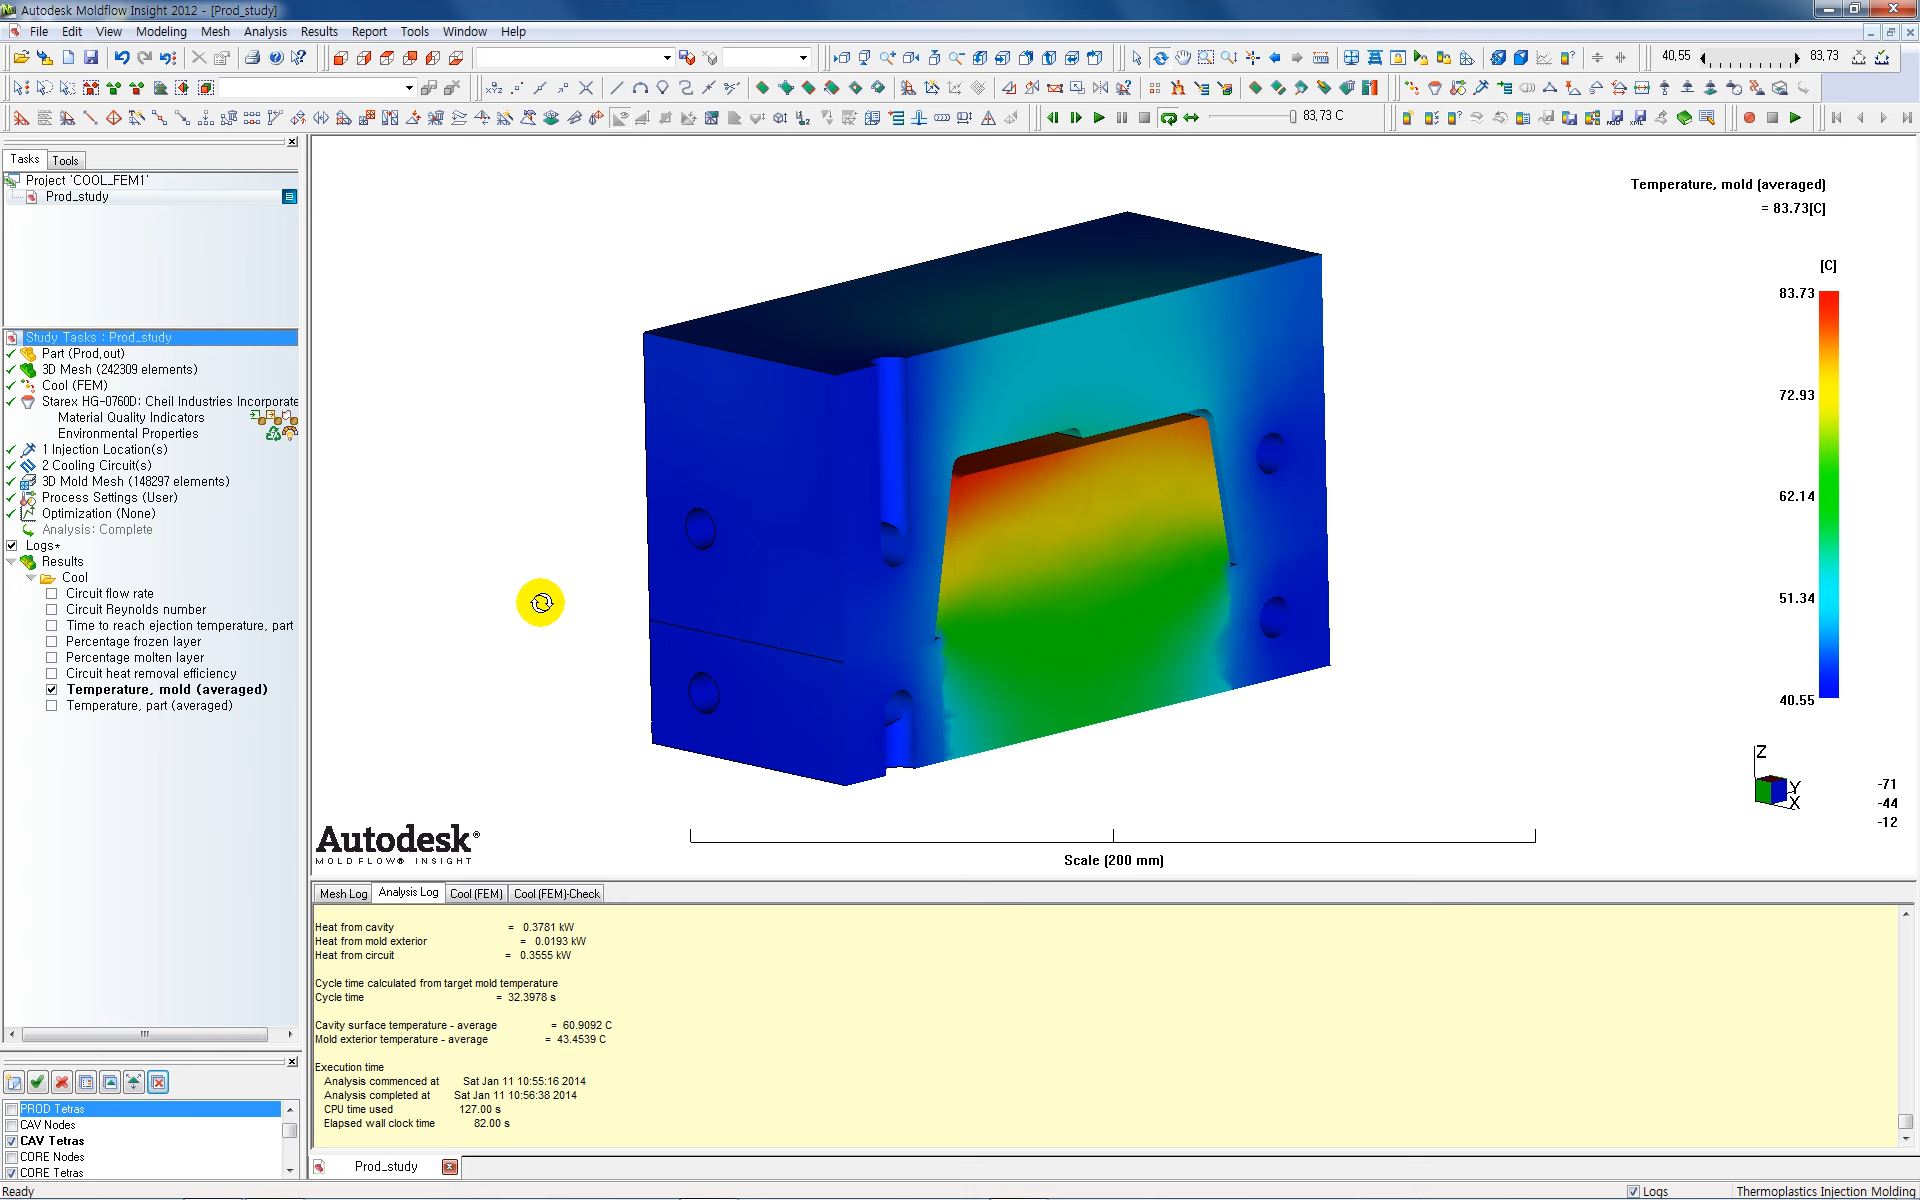 Autodesk Moldflow Insight 2012 - [Prod_study]
File Edit View Modeling Mesh Analysis Results Report Tools Window Help
40,55 83,73
83,73 C
Tasks Tools
Project 'COOL_FEM1'
Prod_study
Study Tasks : Prod_study
Part (Prod,out)
3D Mesh (242309 elements)
Cool (FEM)
Starex HG-0760D: Cheil Industries Incorporate
Material Quality Indicators
Environmental Properties
1 Injection Location(s)
2 Cooling Circuit(s)
3D Mold Mesh (148297 elements)
Process Settings (User)
Optimization (None)
Analysis: Complete
Logs*
Results
Cool
Circuit flow rate
Circuit Reynolds number
Time to reach ejection temperature, part
Percentage frozen layer
Percentage molten layer
Circuit heat removal efficiency
Temperature, mold (averaged)
Temperature, part (averaged)
PROD Tetras
CAV Nodes
CAV Tetras
CORE Nodes
CORE Tetras
Temperature, mold (averaged)
= 83.73[C]
[C]
83.73
72.93
62.14
51.34
40.55
Z
Y
X
-71
-44
-12
Autodesk®
MOLDFLOW® INSIGHT
Scale (200 mm)
Mesh Log Analysis Log Cool (FEM) Cool (FEM)-Check
Heat from cavity = 0.3781 kW
Heat from mold exterior = 0.0193 kW
Heat from circuit = 0.3555 kW
Cycle time calculated from target mold temperature
Cycle time = 32.3978 s
Cavity surface temperature - average = 60.9092 C
Mold exterior temperature - average = 43.4539 C
Execution time
Analysis commenced at Sat Jan 11 10:55:16 2014
Analysis completed at Sat Jan 11 10:56:38 2014
CPU time used 127.00 s
Elapsed wall clock time 82.00 s
Prod_study
Ready
Logs Thermoplastics Injection Molding